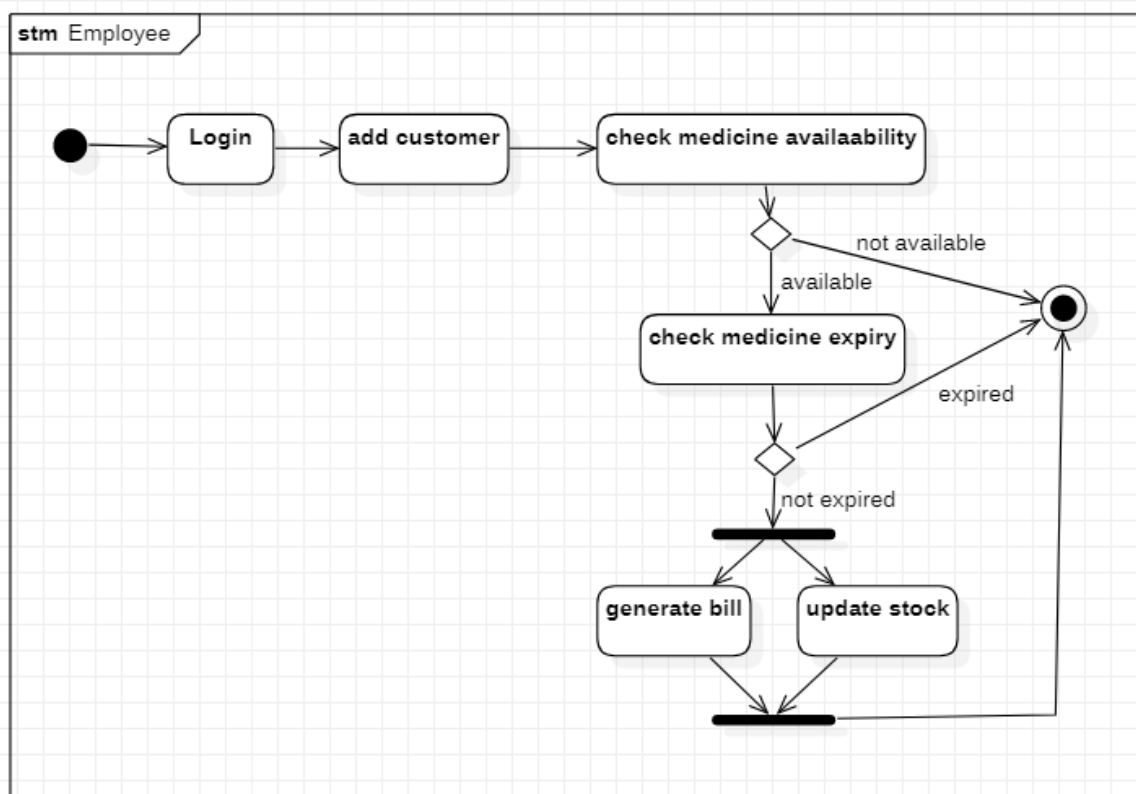 stm Employee
Login
add customer
check medicine availaability
not available
available
check medicine expiry
expired
not expired
generate bill
update stock